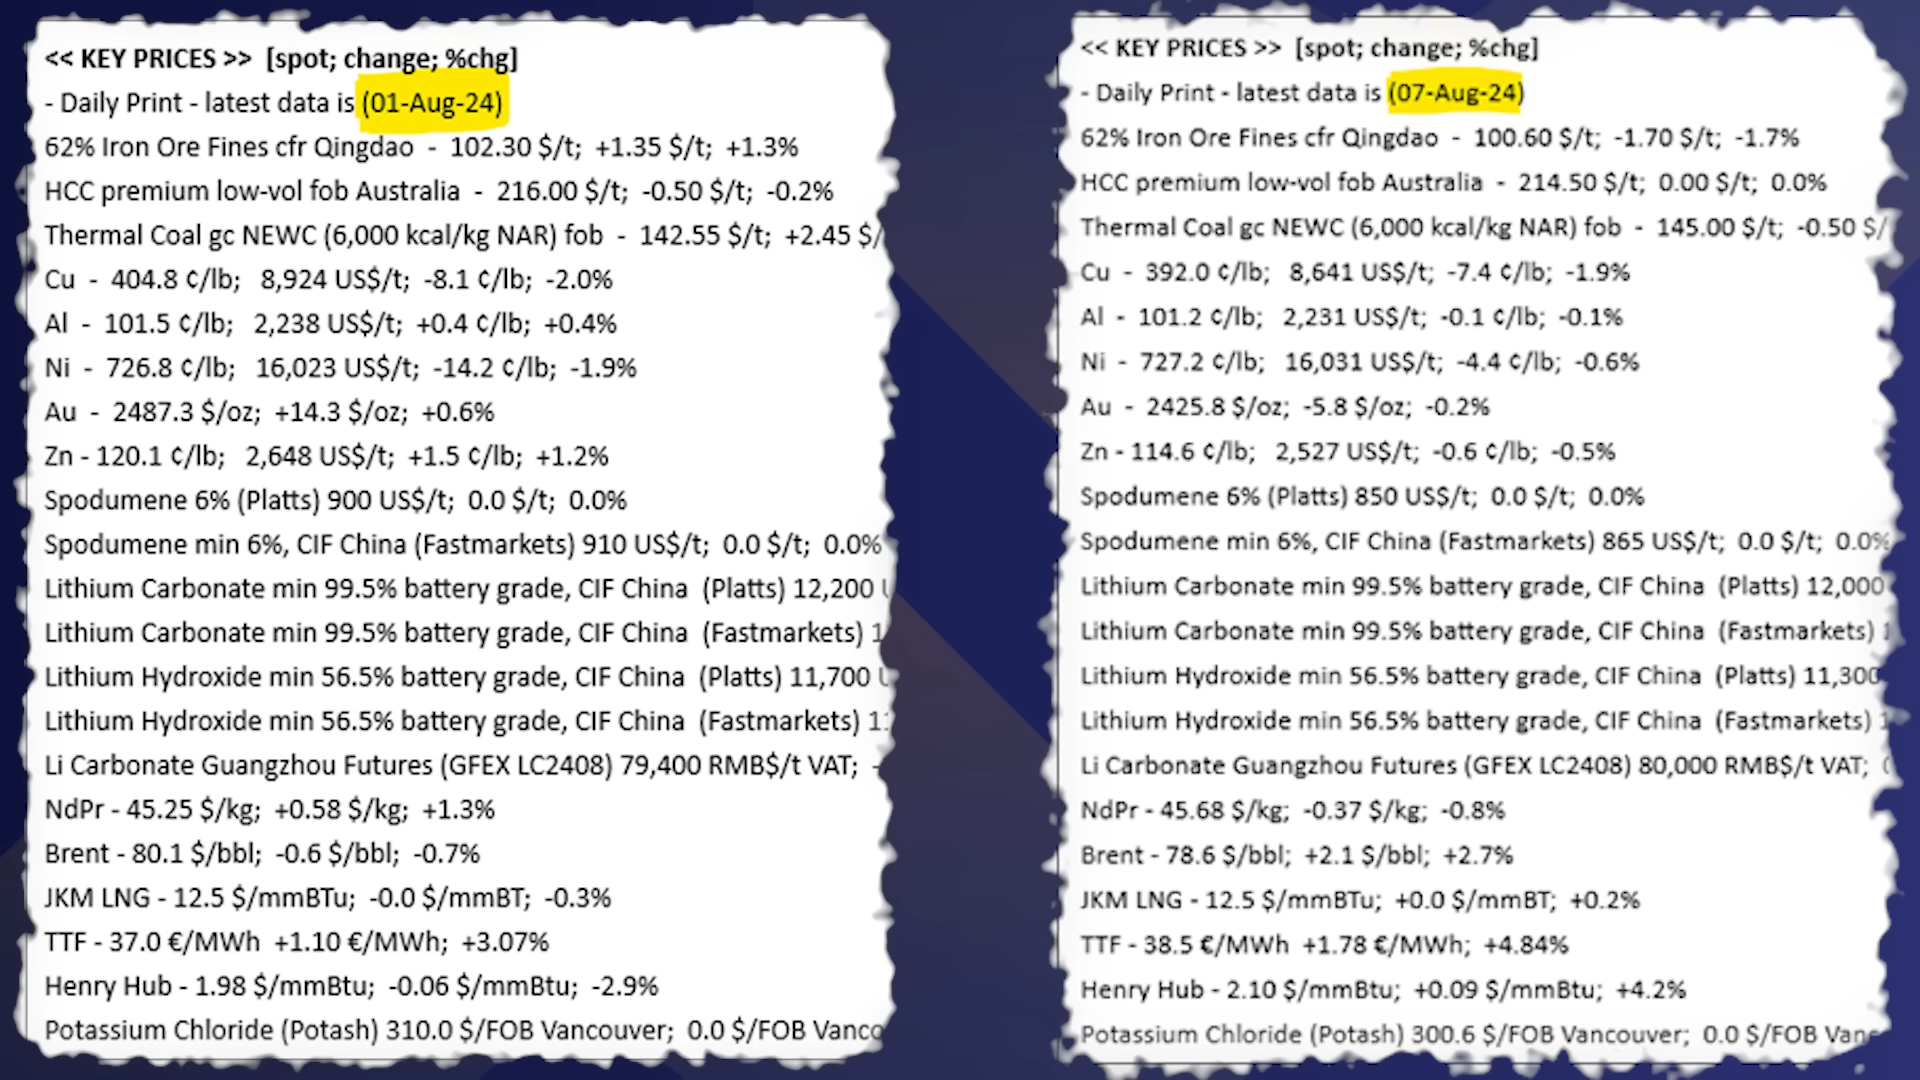 << KEY PRICES >> [spot; change; %chg]
- Daily Print - latest data is (01-Aug-24)
62% Iron Ore Fines cfr Qingdao - 102.30 $/t; +1.35 $/t; +1.3%
HCC premium low-vol fob Australia - 216.00 $/t; -0.50 $/t; -0.2%
Thermal Coal gc NEWC (6,000 kcal/kg NAR) fob - 142.55 $/t; +2.45 $/
Cu - 404.8 ¢/lb; 8,924 US$/t; -8.1 ¢/lb; -2.0%
Al - 101.5 ¢/lb; 2,238 US$/t; +0.4 ¢/lb; +0.4%
Ni - 726.8 ¢/lb; 16,023 US$/t; -14.2 ¢/lb; -1.9%
Au - 2487.3 $/oz; +14.3 $/oz; +0.6%
Zn - 120.1 ¢/lb; 2,648 US$/t; +1.5 ¢/lb; +1.2%
Spodumene 6% (Platts) 900 US$/t; 0.0 $/t; 0.0%
Spodumene min 6%, CIF China (Fastmarkets) 910 US$/t; 0.0 $/t; 0.0%
Lithium Carbonate min 99.5% battery grade, CIF China (Platts) 12,200
Lithium Carbonate min 99.5% battery grade, CIF China (Fastmarkets)
Lithium Hydroxide min 56.5% battery grade, CIF China (Platts) 11,700
Lithium Hydroxide min 56.5% battery grade, CIF China (Fastmarkets)
Li Carbonate Guangzhou Futures (GFEX LC2408) 79,400 RMB$/t VAT; -
NdPr - 45.25 $/kg; +0.58 $/kg; +1.3%
Brent - 80.1 $/bbl; -0.6 $/bbl; -0.7%
JKM LNG - 12.5 $/mmBTu; -0.0 $/mmBT; -0.3%
TTF - 37.0 €/MWh +1.10 €/MWh; +3.07%
Henry Hub - 1.98 $/mmBtu; -0.06 $/mmBtu; -2.9%
Potassium Chloride (Potash) 310.0 $/FOB Vancouver; 0.0 $/FOB Vanco
<< KEY PRICES >> [spot; change; %chg]
- Daily Print - latest data is (07-Aug-24)
62% Iron Ore Fines cfr Qingdao - 100.60 $/t; -1.70 $/t; -1.7%
HCC premium low-vol fob Australia - 214.50 $/t; 0.00 $/t; 0.0%
Thermal Coal gc NEWC (6,000 kcal/kg NAR) fob - 145.00 $/t; -0.50 $/
Cu - 392.0 ¢/lb; 8,641 US$/t; -7.4 ¢/lb; -1.9%
Al - 101.2 ¢/lb; 2,231 US$/t; -0.1 ¢/lb; -0.1%
Ni - 727.2 ¢/lb; 16,031 US$/t; -4.4 ¢/lb; -0.6%
Au - 2425.8 $/oz; -5.8 $/oz; -0.2%
Zn - 114.6 ¢/lb; 2,527 US$/t; -0.6 ¢/lb; -0.5%
Spodumene 6% (Platts) 850 US$/t; 0.0 $/t; 0.0%
Spodumene min 6%, CIF China (Fastmarkets) 865 US$/t; 0.0 $/t; 0.0%
Lithium Carbonate min 99.5% battery grade, CIF China (Platts) 12,000
Lithium Carbonate min 99.5% battery grade, CIF China (Fastmarkets)
Lithium Hydroxide min 56.5% battery grade, CIF China (Platts) 11,300
Lithium Hydroxide min 56.5% battery grade, CIF China (Fastmarkets)
Li Carbonate Guangzhou Futures (GFEX LC2408) 80,000 RMB$/t VAT;
NdPr - 45.68 $/kg; -0.37 $/kg; -0.8%
Brent - 78.6 $/bbl; +2.1 $/bbl; +2.7%
JKM LNG - 12.5 $/mmBTu; +0.0 $/mmBT; +0.2%
TTF - 38.5 €/MWh +1.78 €/MWh; +4.84%
Henry Hub - 2.10 $/mmBtu; +0.09 $/mmBtu; +4.2%
Potassium Chloride (Potash) 300.6 $/FOB Vancouver; 0.0 $/FOB Vanc